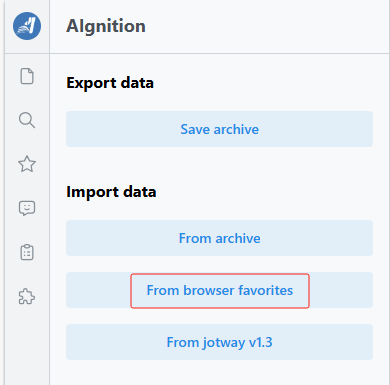 AIgnition
Export data
Save archive
Import data
From archive
From browser favorites
From jotway v1.3